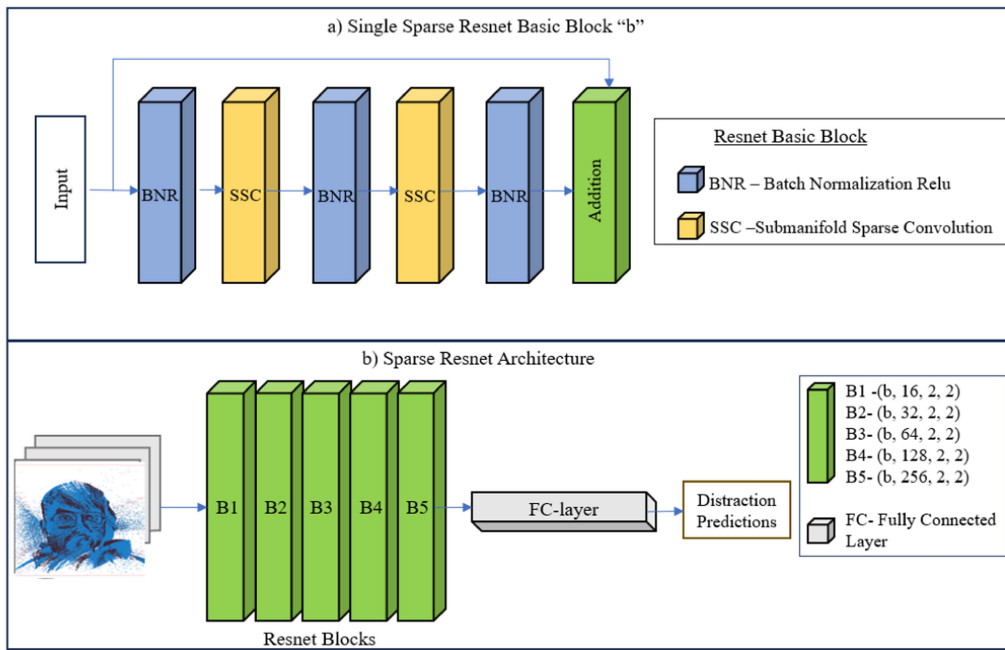 a) Single Sparse Resnet Basic Block “b”
Input
BNR
SSC
BNR
SSC
BNR
Addition
Resnet Basic Block
BNR – Batch Normalization Relu
SSC –Submanifold Sparse Convolution
b) Sparse Resnet Architecture
B1
B2
B3
B4
B5
Resnet Blocks
FC-layer
Distraction
Predictions
B1 -(b, 16, 2, 2)
B2- (b, 32, 2, 2)
B3- (b, 64, 2, 2)
B4- (b, 128, 2, 2)
B5- (b, 256, 2, 2)
FC- Fully Connected
Layer